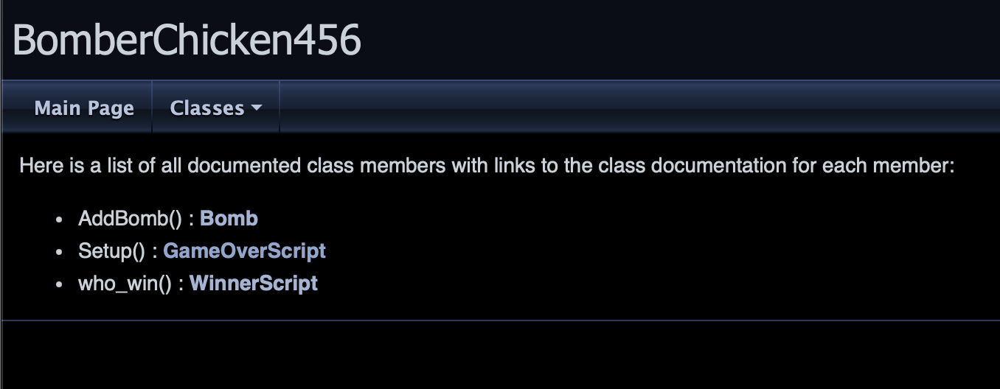 BomberChicken456
Main Page Classes
Here is a list of all documented class members with links to the class documentation for each member:
AddBomb() : Bomb
Setup() : GameOverScript
who_win() : WinnerScript